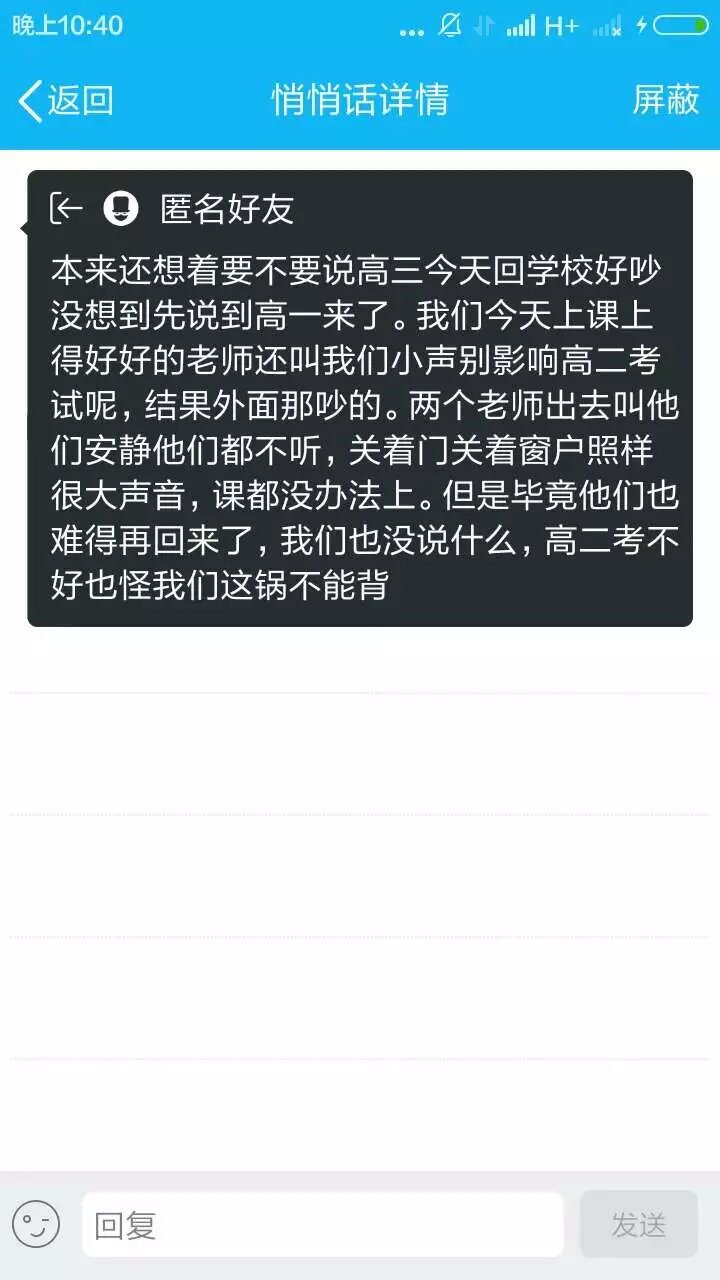 晚上10:40
... H+
返回 悄悄话详情 屏蔽
匿名好友
本来还想着要不要说高三今天回学校好吵
没想到先说到高一来了。我们今天上课上
得好好的老师还叫我们小声别影响高二考
试呢，结果外面那吵的。两个老师出去叫他
们安静他们都不听，关着门关着窗户照样
很大声音，课都没办法上。但是毕竟他们也
难得再回来了，我们也没说什么，高二考不
好也怪我们这锅不能背
回复 发送